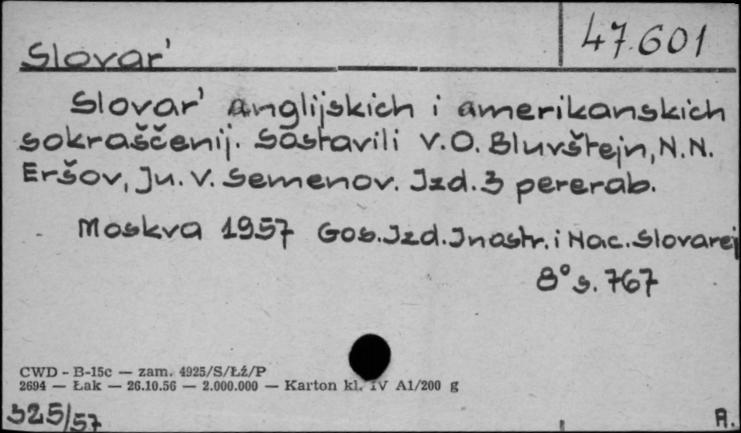 47.601
Slovar'
Slovar' anglijskich i amerikanskich
sokraščenij. Sostavili V.O. Bluvštejn, N.N.
Eršov, Ju. V. Semenov. Izd. 3 pererab.
Moskva 1957 Gos. Izd. Inostr. i Nac. Slovarej
8° s. 767
CWD - B-15c — zam. 4925/S/Łź/P
2694 — Łak — 26.10.56 — 2.000.000 — Karton kl. IV A1/200 g
325/57
A.